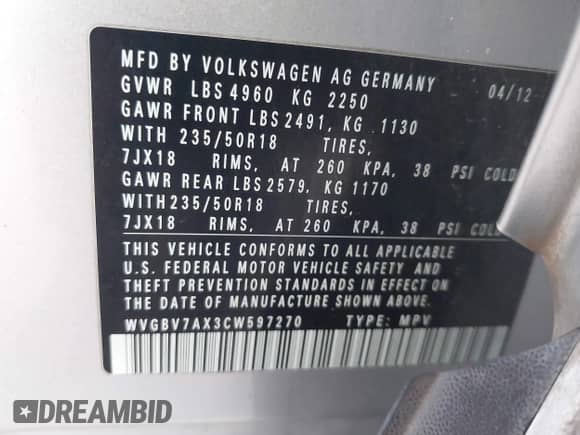 MFD BY VOLKSWAGEN AG GERMANY
04/12
GVWR LBS 4960 KG 2250
GAWR FRONT LBS 2491, KG 1130
WITH 235/50R18 TIRES,
7JX18 RIMS, AT 260 KPA, 38 PSI COLD
GAWR REAR LBS 2579, KG 1170
WITH 235/50R18 TIRES,
7JX18 RIMS, AT 260 KPA, 38 PSI COLD
THIS VEHICLE CONFORMS TO ALL APPLICABLE
U.S. FEDERAL MOTOR VEHICLE SAFETY AND
THEFT PREVENTION STANDARDS IN EFFECT ON
THE DATE OF MANUFACTURE SHOWN ABOVE.
WVGBV7AX3CW597270 TYPE: MPV
DREAMBID